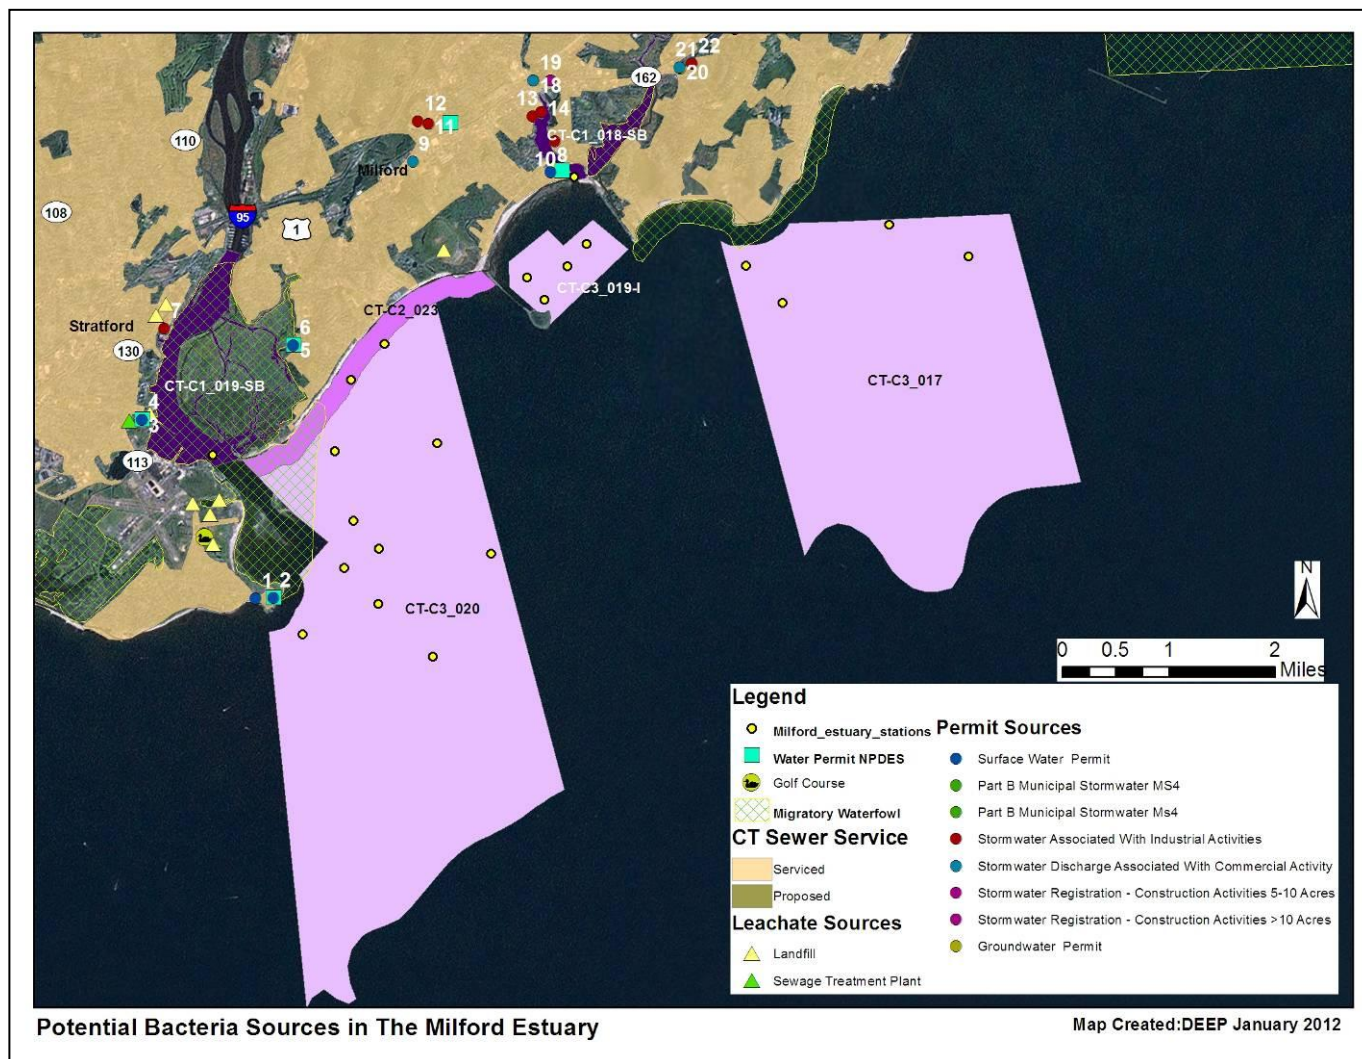 21 22
20
19
18
162
13 14
12
11
CT-C1_018-SB
9
10 8
Milford
110
108
95
1
CT-C3_019-I
CT-C2_023
7
Stratford
6
5
130
CT-C1_019-SB
CT-C3_017
4
3
113
1 2
CT-C3_020
N
0 0.5 1 2
Miles
Legend
Milford_estuary_stations
Water Permit NPDES
Golf Course
Migratory Waterfowl
CT Sewer Service
Serviced
Proposed
Leachate Sources
Landfill
Sewage Treatment Plant
Permit Sources
Surface Water Permit
Part B Municipal Stormwater MS4
Part B Municipal Stormwater Ms4
Stormwater Associated With Industrial Activities
Stormwater Discharge Associated With Commercial Activity
Stormwater Registration - Construction Activities 5-10 Acres
Stormwater Registration - Construction Activities >10 Acres
Groundwater Permit
Potential Bacteria Sources in The Milford Estuary
Map Created:DEEP January 2012